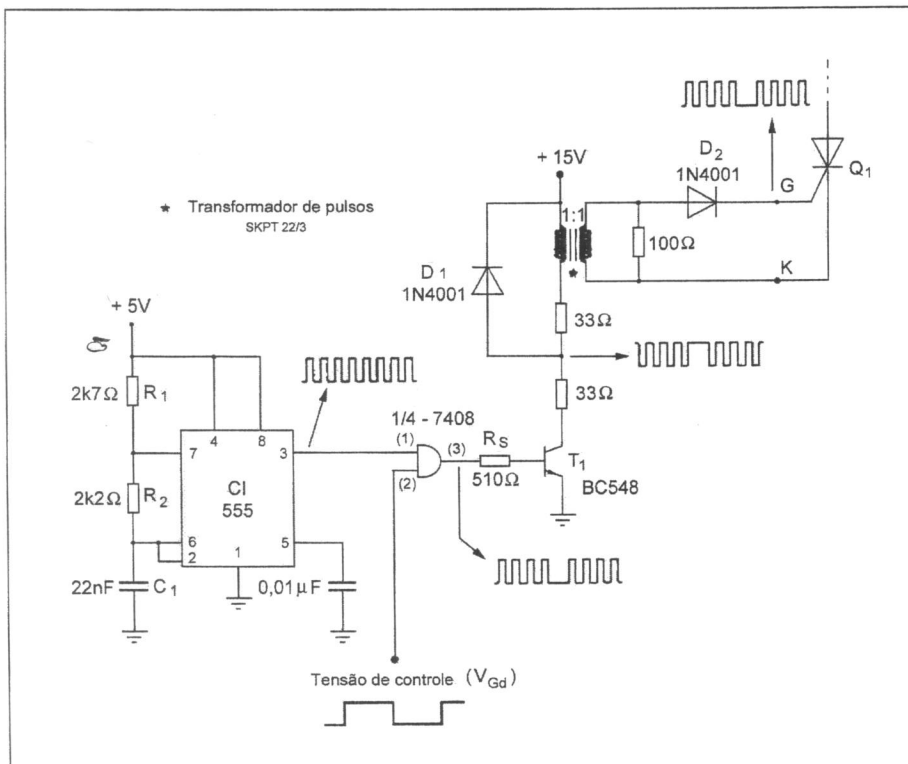 + 15V
D₂
1N4001
G
Q₁
★ Transformador de pulsos
SKPT 22/3
1:1
★
100Ω
K
D₁
1N4001
+ 5V
33Ω
2k7Ω R₁
1/4 - 7408
33Ω
4 8
7 3
(1)
(2)
(3)
R_S
510Ω
T₁
BC548
2k2Ω R₂
CI
555
6
2
1
5
22nF C₁
0,01µF
Tensão de controle (V_Gd)